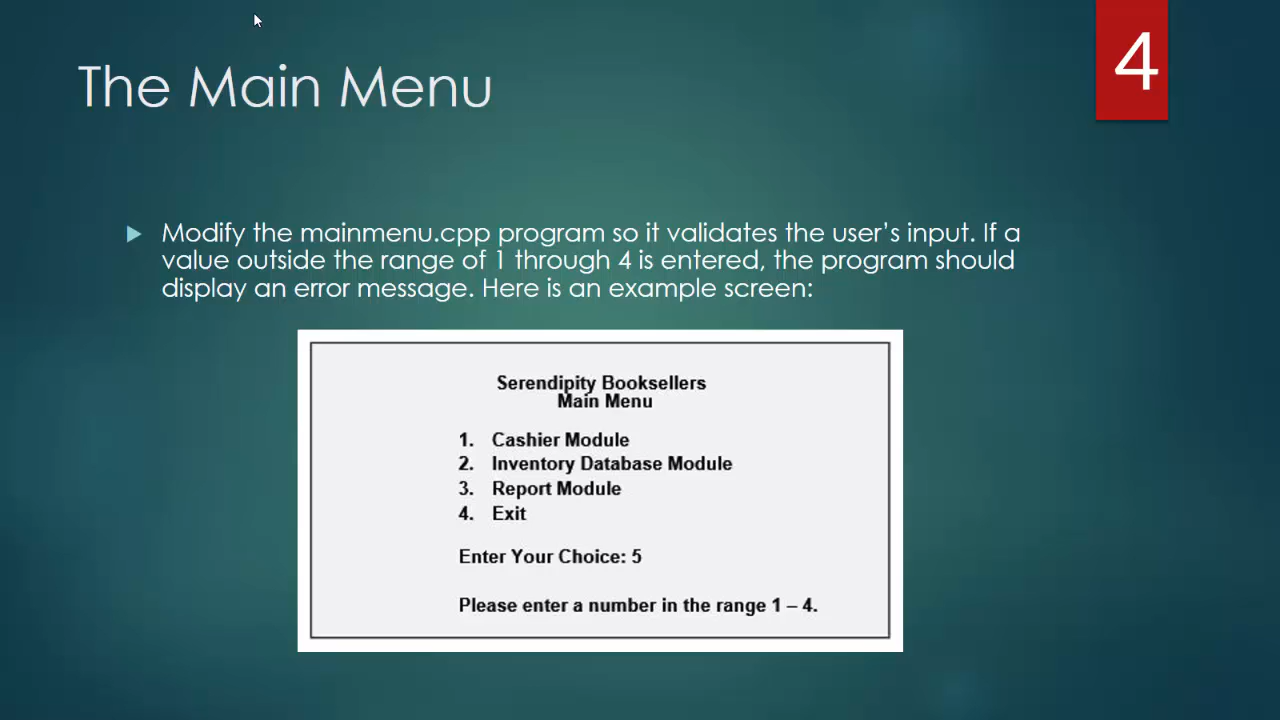 The Main Menu
4
Modify the mainmenu.cpp program so it validates the user’s input. If a
value outside the range of 1 through 4 is entered, the program should
display an error message. Here is an example screen:
Serendipity Booksellers
Main Menu
1. Cashier Module
2. Inventory Database Module
3. Report Module
4. Exit
Enter Your Choice: 5
Please enter a number in the range 1 – 4.